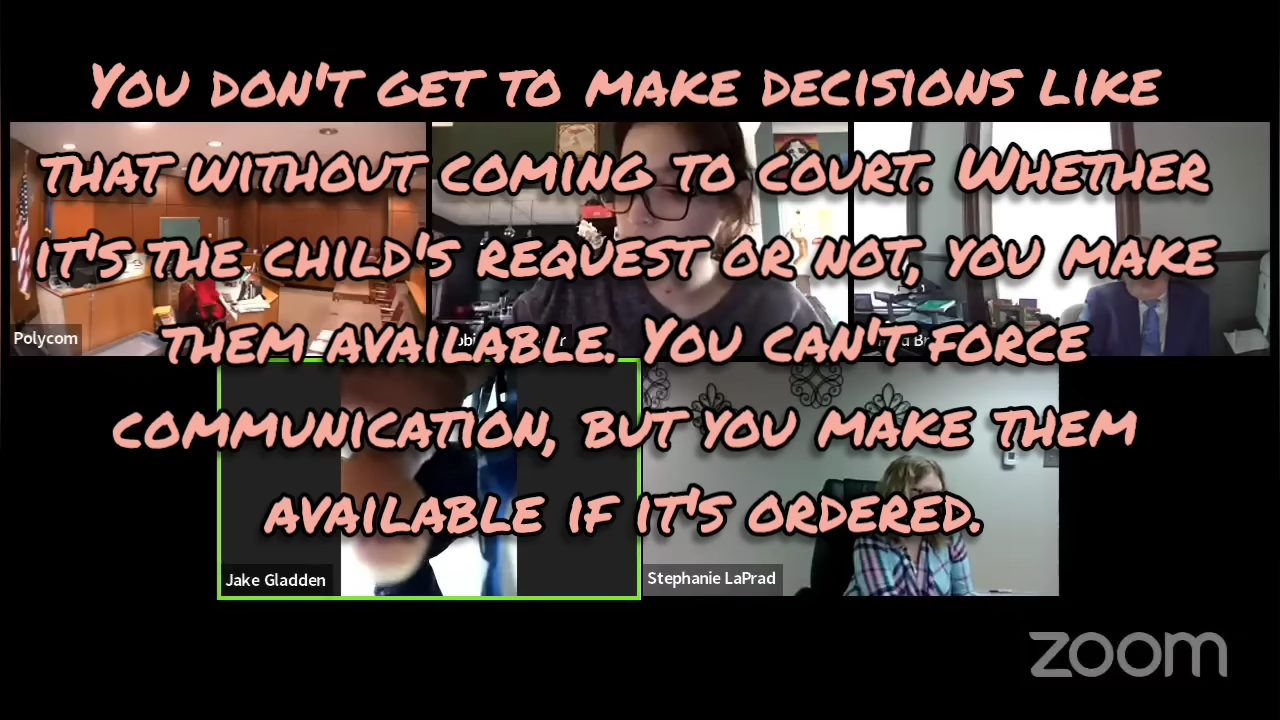 You don't get to make decisions like
that without coming to court. Whether
it's the child's request or not, you make
Polycom
them available. You can't force
communication, but you make them
available if it's ordered.
Jake Gladden
Stephanie LaPrad
zoom